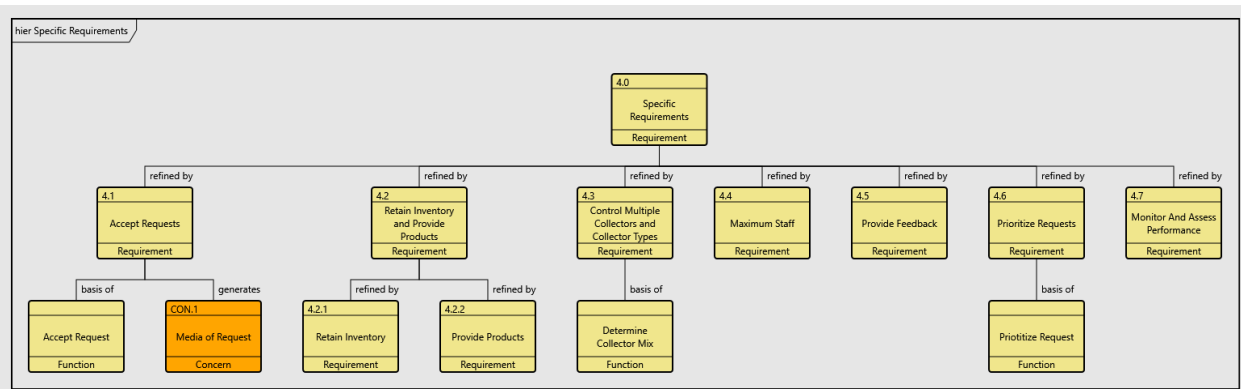 hier Specific Requirements
4.0
Specific
Requirements
Requirement
refined by
refined by
refined by
refined by
refined by
refined by
refined by
4.1
Accept Requests
Requirement
4.2
Retain Inventory
and Provide
Products
Requirement
4.3
Control Multiple
Collectors and
Collector Types
Requirement
4.4
Maximum Staff
Requirement
4.5
Provide Feedback
Requirement
4.6
Prioritize Requests
Requirement
4.7
Monitor And Assess
Performance
Requirement
basis of
generates
refined by
refined by
basis of
basis of
Accept Request
Function
CON.1
Media of Request
Concern
4.2.1
Retain Inventory
Requirement
4.2.2
Provide Products
Requirement
Determine
Collector Mix
Function
Priotitize Request
Function